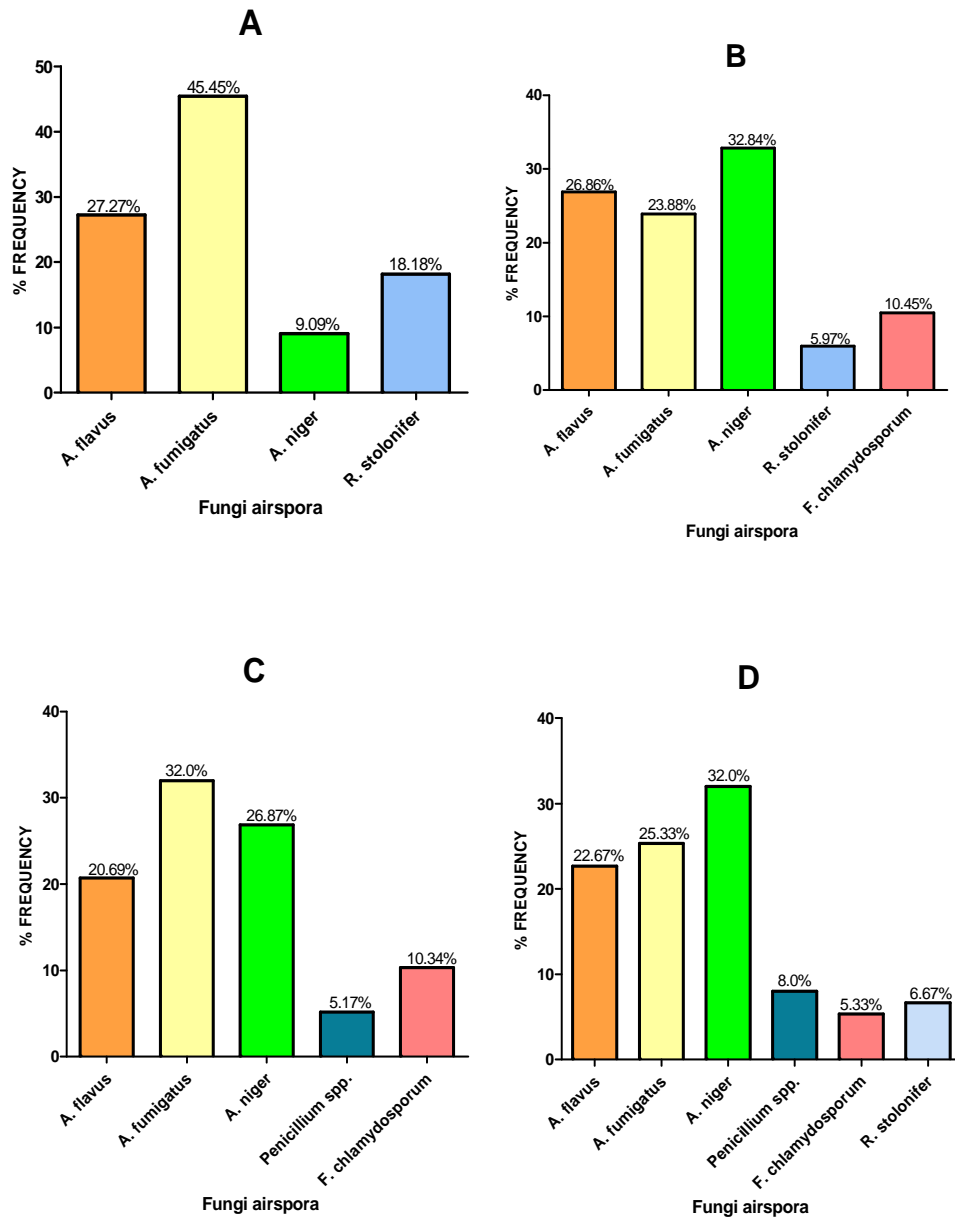 A
% FREQUENCY
50
40
30
20
10
0
27.27%
45.45%
9.09%
18.18%
A. flavus
A. fumigatus
A. niger
R. stolonifer
Fungi airspora
B
% FREQUENCY
40
30
20
10
0
26.86%
23.88%
32.84%
5.97%
10.45%
A. flavus
A. fumigatus
A. niger
R. stolonifer
F. chlamydosporum
Fungi airspora
C
% FREQUENCY
40
30
20
10
0
20.69%
32.0%
26.87%
5.17%
10.34%
A. flavus
A. fumigatus
A. niger
Penicillium spp.
F. chlamydosporum
Fungi airspora
D
% FREQUENCY
40
30
20
10
0
22.67%
25.33%
32.0%
8.0%
5.33%
6.67%
A. flavus
A. fumigatus
A. niger
Penicillium spp.
F. chlamydosporum
R. stolonifer
Fungi airspora